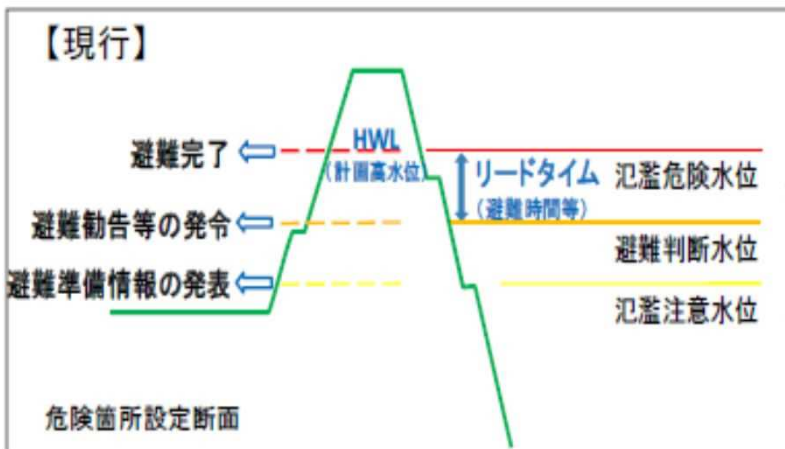 【現行】
避難完了
HWL
(計画高水位)
リードタイム
(避難時間等)
氾濫危険水位
避難勧告等の発令
避難判断水位
避難準備情報の発表
氾濫注意水位
危険箇所設定断面